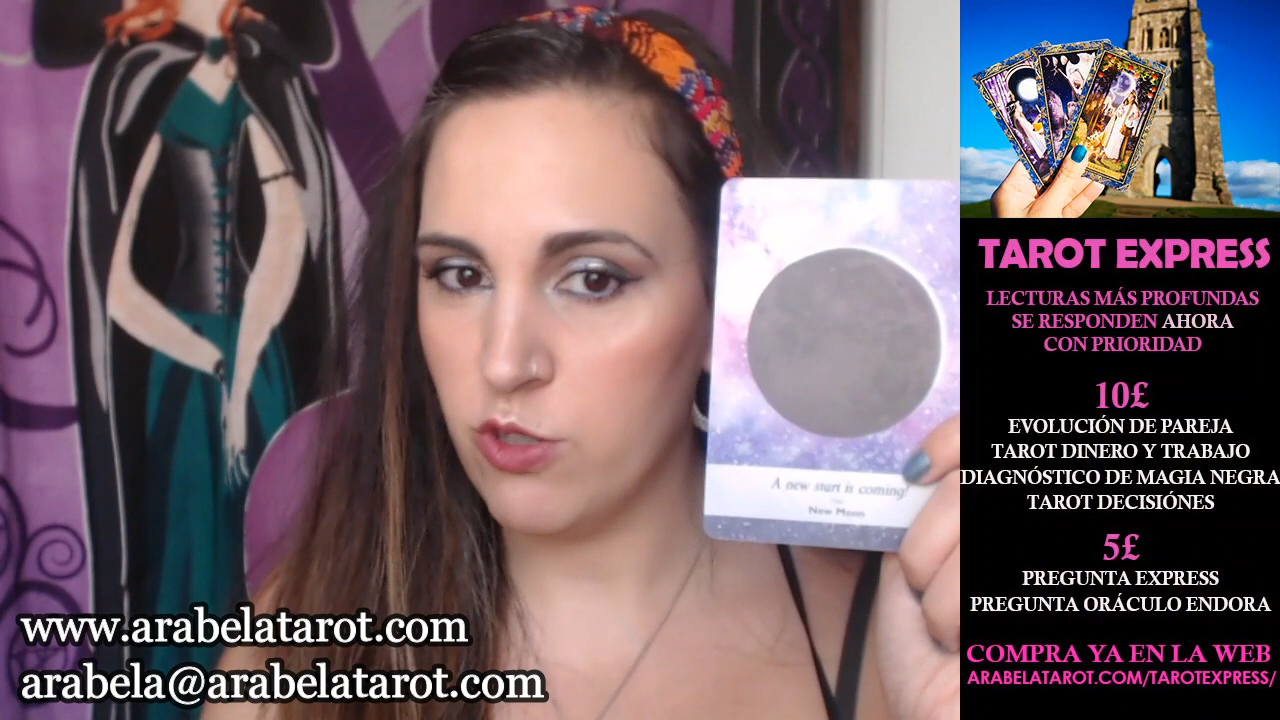 A new start is coming!
New Moon
www.arabelatarot.com
arabela@arabelatarot.com
TAROT EXPRESS
LECTURAS MÁS PROFUNDAS
SE RESPONDEN AHORA
CON PRIORIDAD
10£
EVOLUCIÓN DE PAREJA
TAROT DINERO Y TRABAJO
DIAGNÓSTICO DE MAGIA NEGRA
TAROT DECISIÓNES
5£
PREGUNTA EXPRESS
PREGUNTA ORÁCULO ENDORA
COMPRA YA EN LA WEB
ARABELATAROT.COM/TAROTEXPRESS/